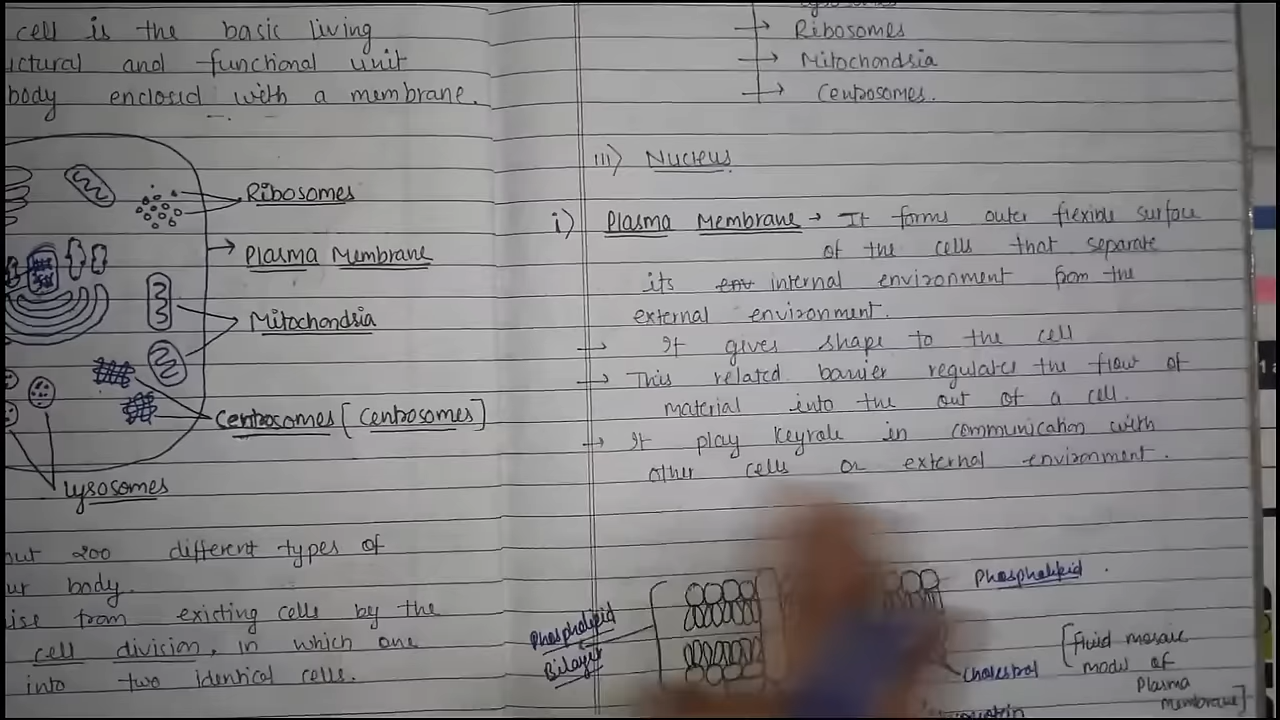 cell is the basic living
uctural and functional unit
body enclosed with a membrane.
Ribosomes
Plasma Membrane
Mitochondria
Centrosomes [Centrosomes]
Lysosomes
out 200 different types of
ur body.
ise from existing cells by the
cell division, in which one
into two identical cells.
Ribosomes
Mitochondria
Centrosomes.
iii) Nucleus
i) Plasma Membrane → It forms outer flexible surface
of the cells that separate
its env internal environment from the
external environment.
→ It gives shape to the cell
→ This related barrier regulates the flow of
material into the out of a cell.
→ It play keyrole in communication with
other cells or external environment.
Phospholipid
Phospholipid
Bilayer
Cholestral
[fluid mosaic
model of
Plasma
membrane]